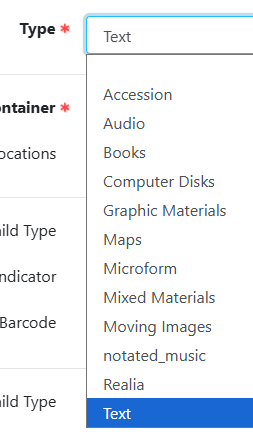 Type * Text
Accession
ontainer *
Audio
ocations
Books
Computer Disks
Graphic Materials
ild Type
Maps
Microform
ndicator
Mixed Materials
Barcode
Moving Images
notated_music
Realia
ild Type
Text